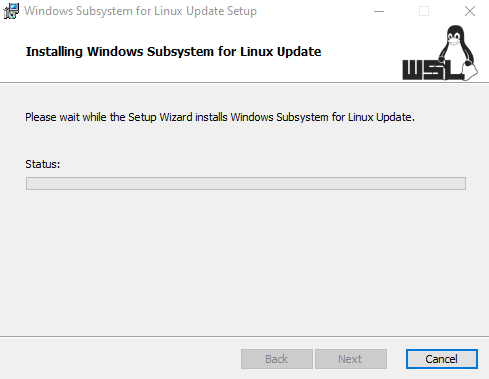 Windows Subsystem for Linux Update Setup
Installing Windows Subsystem for Linux Update
WSL
Please wait while the Setup Wizard installs Windows Subsystem for Linux Update.
Status:
Back
Next
Cancel